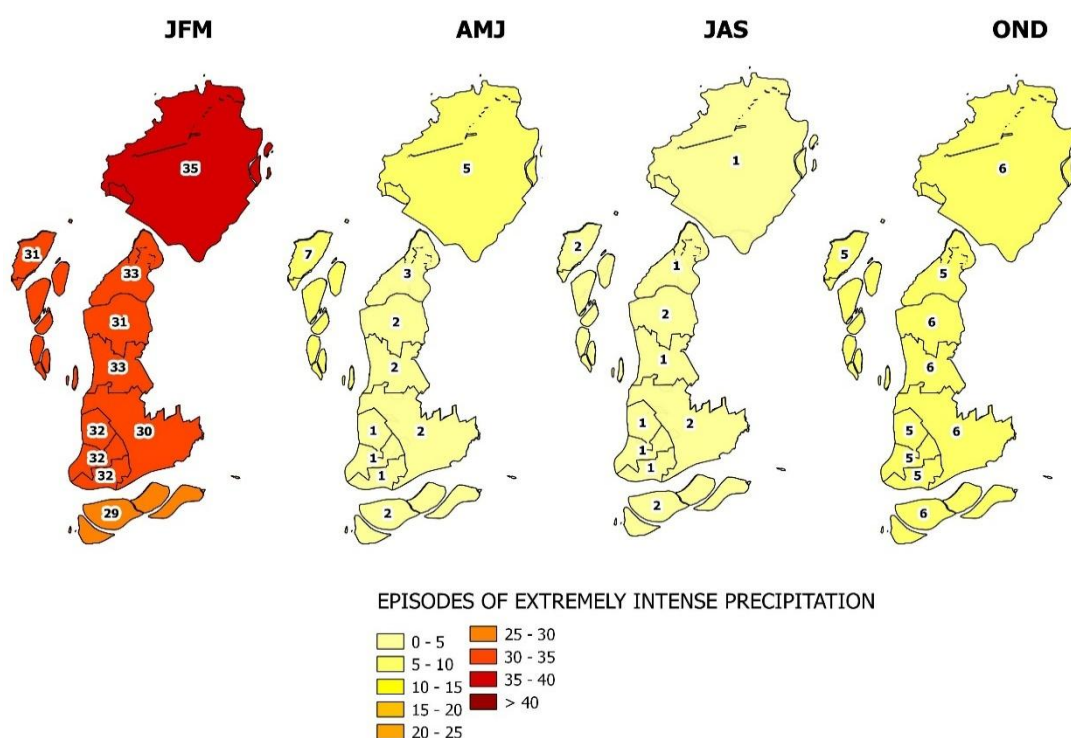 JFM AMJ JAS OND
35 5 1 6
31 7 2 5
33 3 1 5
31 2 2 6
33 2 1 6
32 30 1 2 1 2 5 6
32 1 1 5
32 1 1 5
29 2 2 6
EPISODES OF EXTREMELY INTENSE PRECIPITATION
0 - 5 25 - 30
5 - 10 30 - 35
10 - 15 35 - 40
15 - 20 > 40
20 - 25